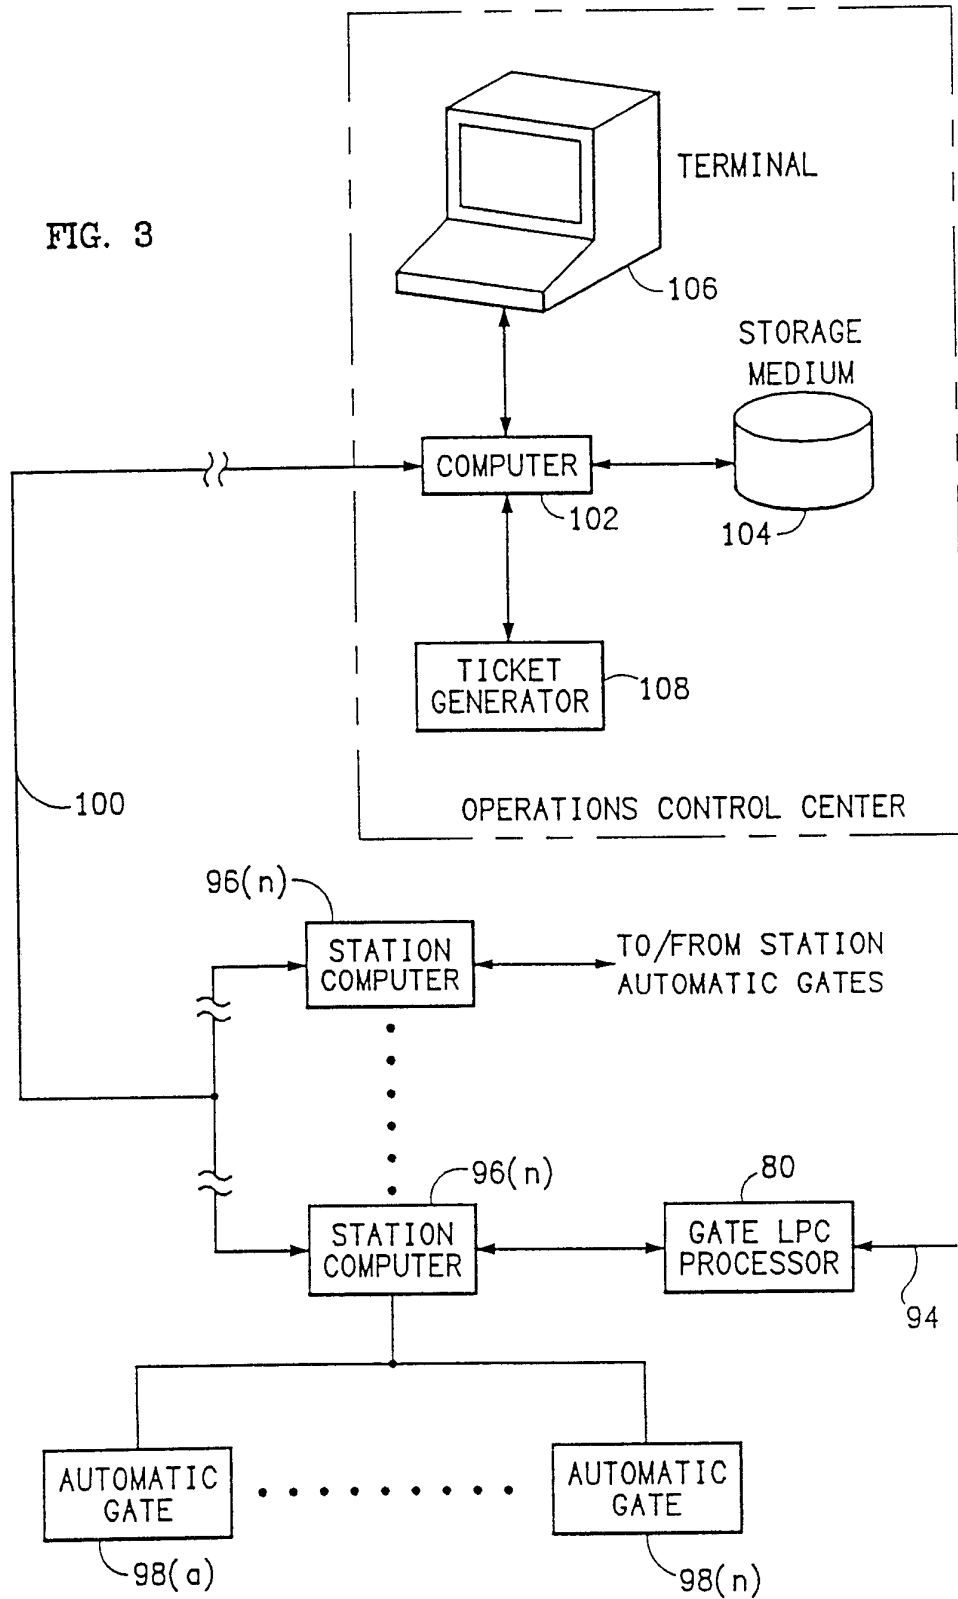 FIG. 3
TERMINAL
106
STORAGE
MEDIUM
COMPUTER
102
104
TICKET
GENERATOR
108
100
OPERATIONS CONTROL CENTER
96(n)
STATION
COMPUTER
TO/FROM STATION
AUTOMATIC GATES
96(n)
80
STATION
COMPUTER
GATE LPC
PROCESSOR
94
AUTOMATIC
GATE
AUTOMATIC
GATE
98(a)
98(n)